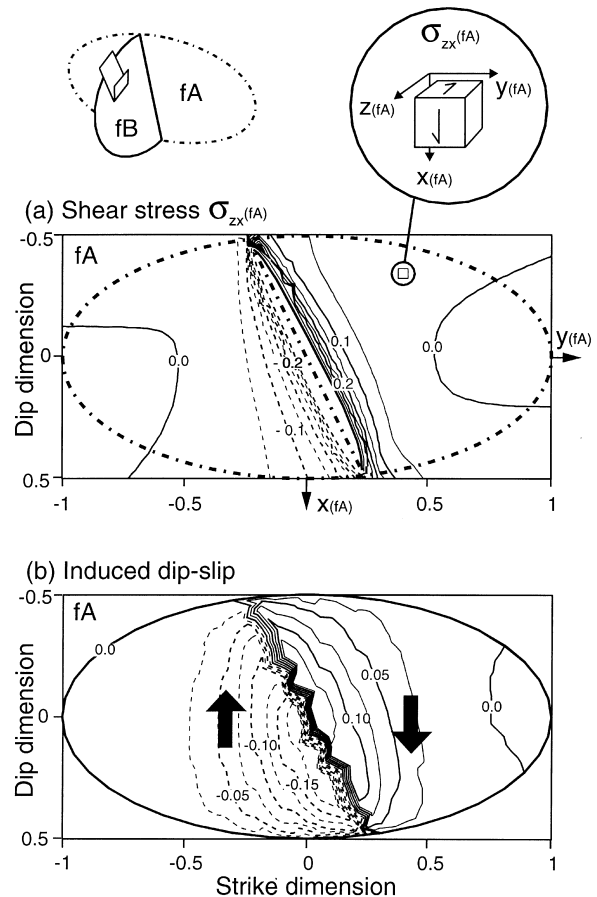 σzx(fA)
fA
fB
y(fA)
z(fA)
x(fA)
(a) Shear stress σzx(fA)
-0.5
fA
0.1
0.0
0.0
-0.2
0.2
-0.1
0
0.5
y(fA)
Dip dimension
-1
-0.5
0
x(fA)
0.5
1
(b) Induced dip-slip
-0.5
fA
0.0
0.05
0.0
0.10
-0.10
-0.15
-0.05
0
0.5
Dip dimension
-1
-0.5
0
0.5
1
Strike dimension